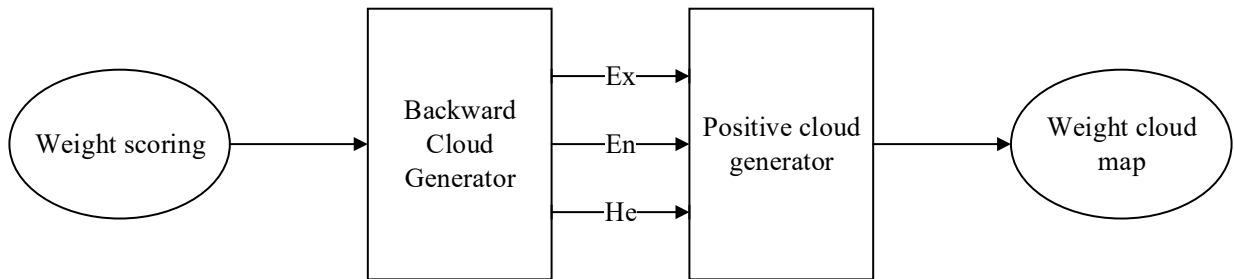 Weight scoring
Backward
Cloud
Generator
Ex
En
He
Positive cloud
generator
Weight cloud
map